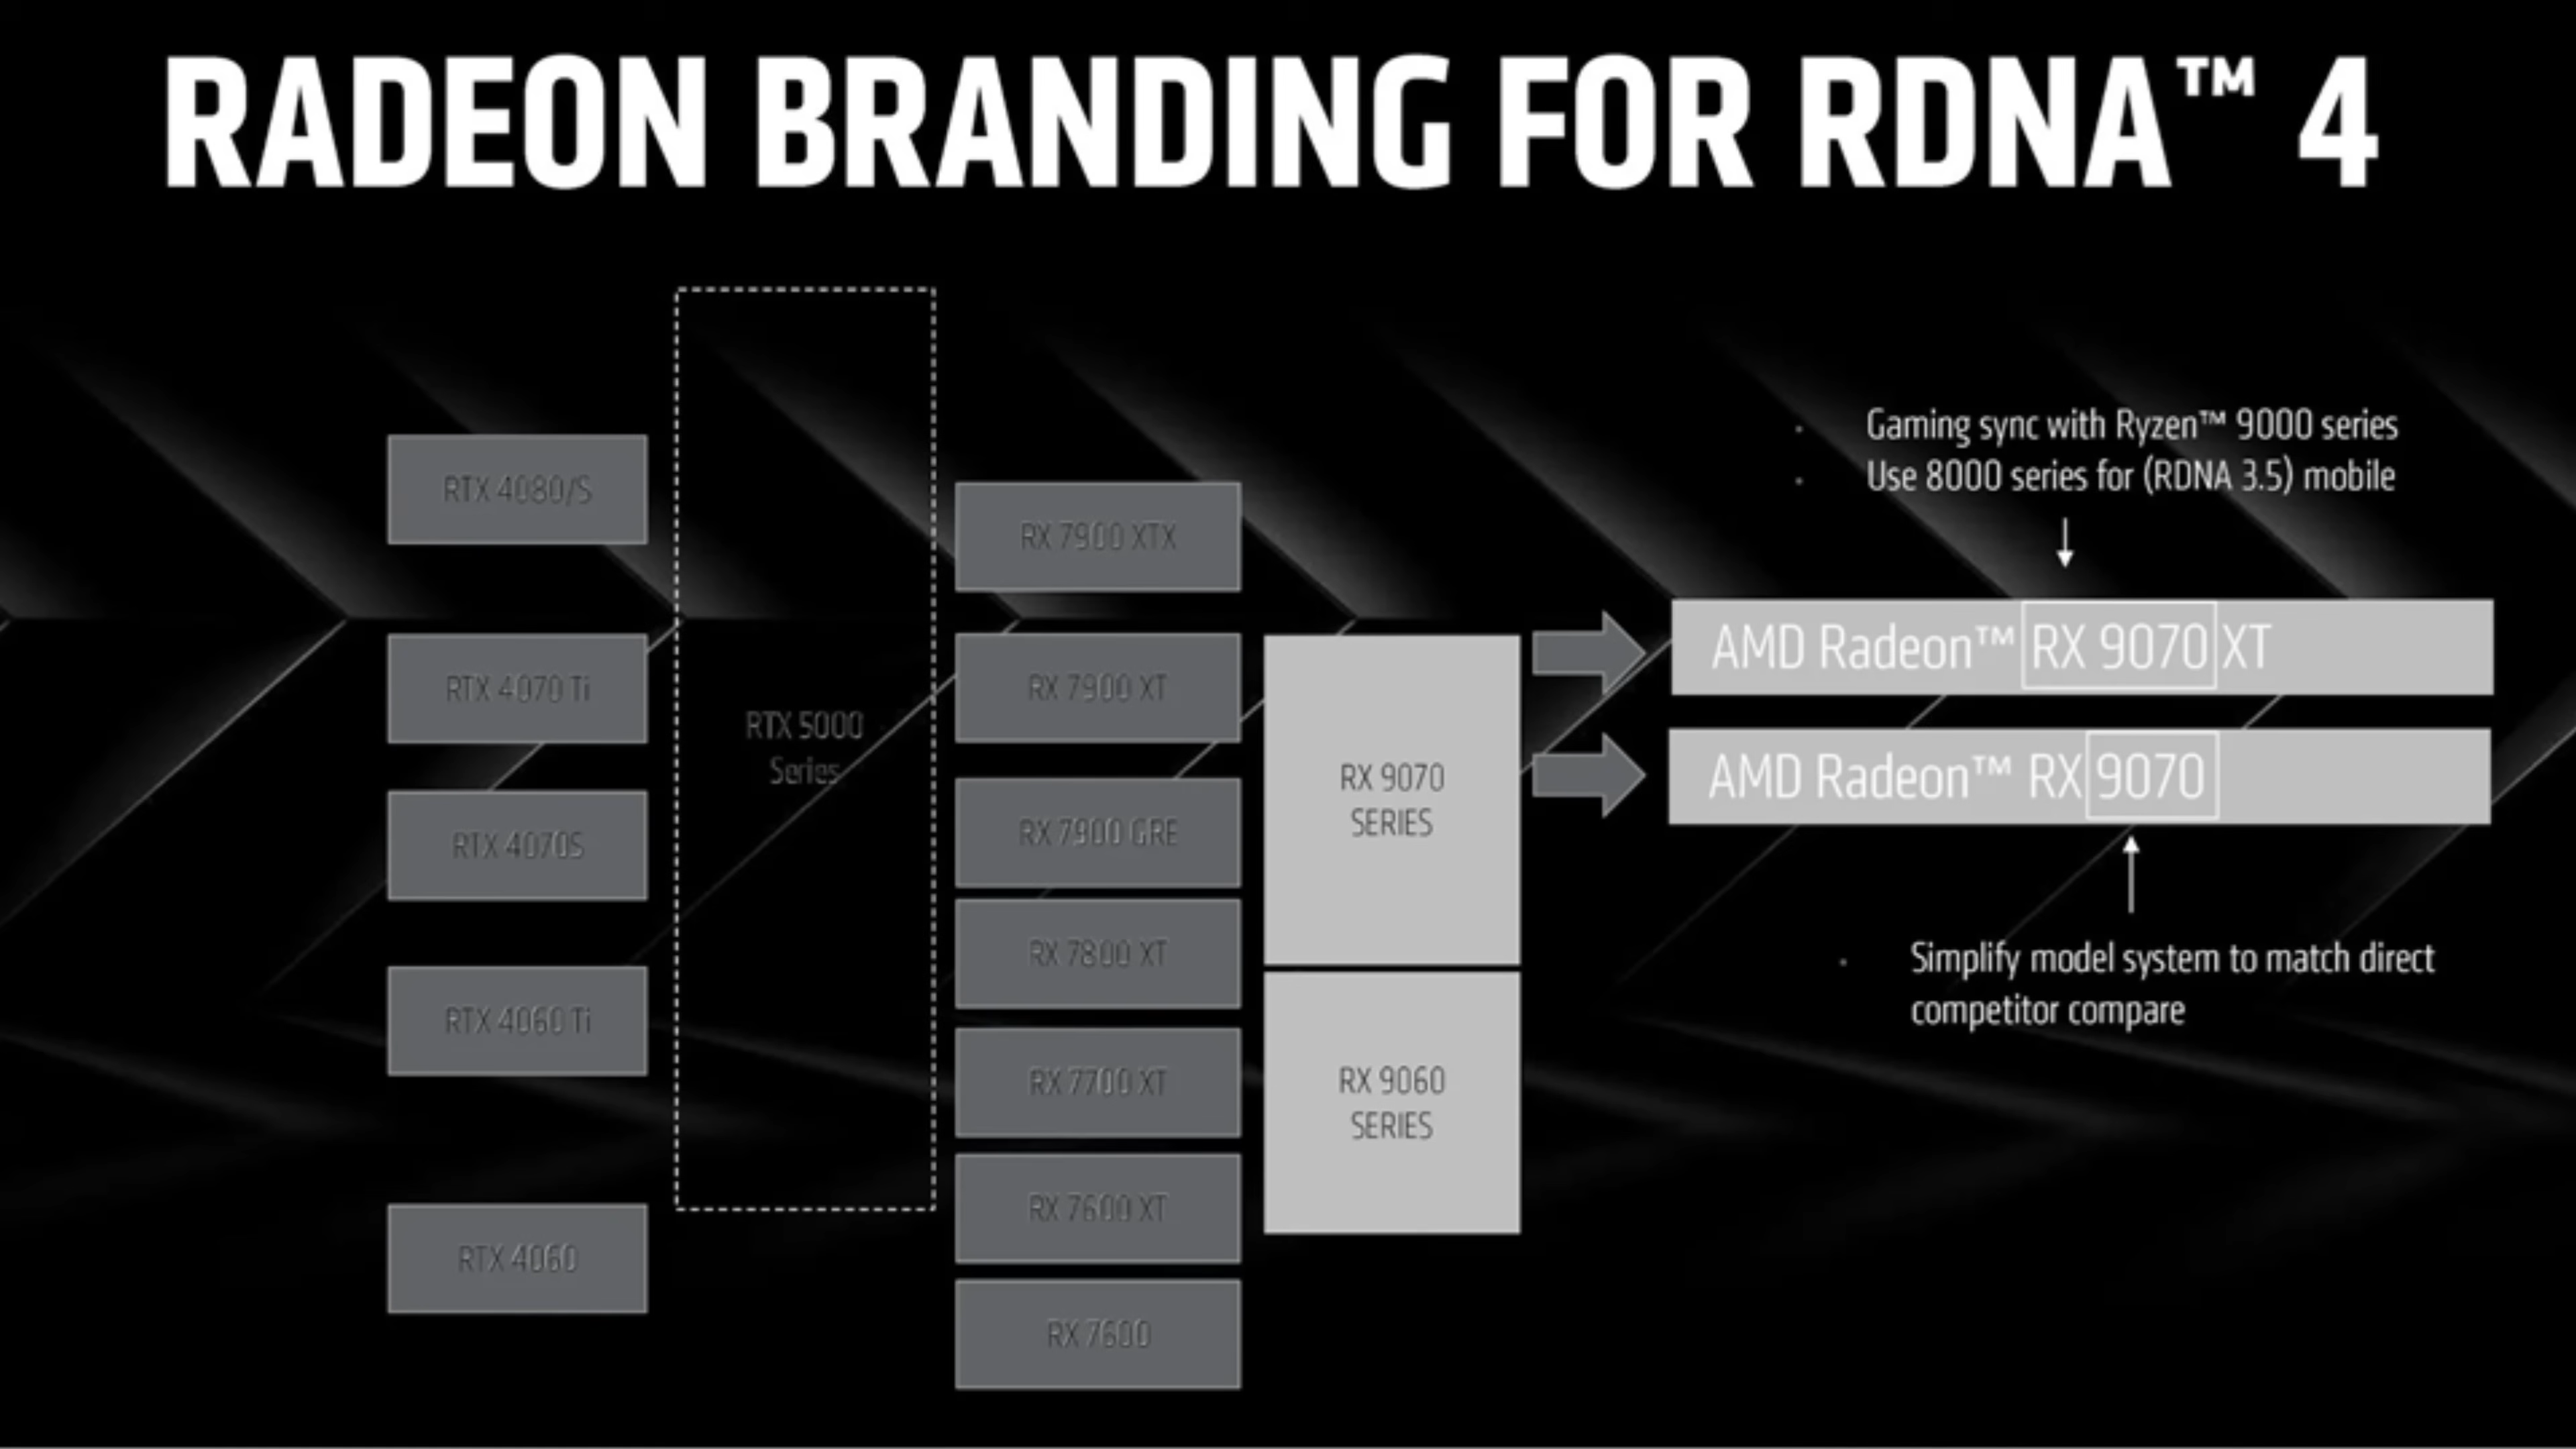 RADEON BRANDING FOR RDNA™ 4
RTX 4080/S
RTX 4070 Ti
RTX 4070S
RTX 4060 Ti
RTX 4060
RTX 5000
Series
RX 7900 XTX
RX 7900 XT
RX 7900 GRE
RX 7800 XT
RX 7700 XT
RX 7600 XT
RX 7600
RX 9070
SERIES
RX 9060
SERIES
· Gaming sync with Ryzen™ 9000 series
· Use 8000 series for (RDNA 3.5) mobile
AMD Radeon™ RX 9070 XT
AMD Radeon™ RX 9070
· Simplify model system to match direct
competitor compare